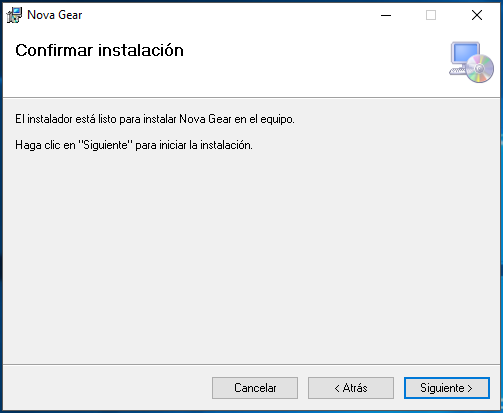 Nova Gear
Confirmar instalación
El instalador está listo para instalar Nova Gear en el equipo.
Haga clic en "Siguiente" para iniciar la instalación.
Cancelar
< Atrás
Siguiente >